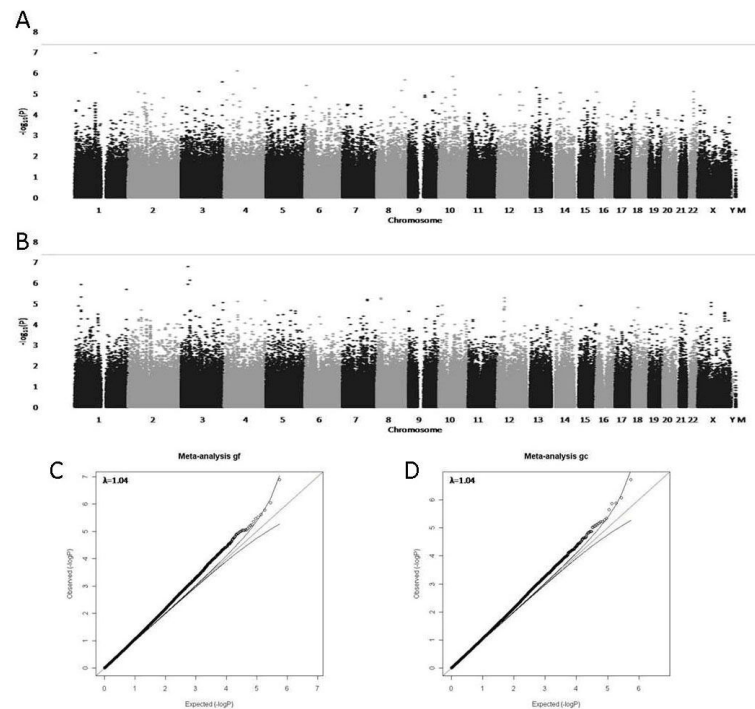 A
8
7
6
5
4
3
2
1
0
-log10(P)
1 2 3 4 5 6 7 8 9 10 11 12 13 14 15 16 17 18 19 20 21 22 X Y M
Chromosome
B
8
7
6
5
4
3
2
1
0
-log10(P)
1 2 3 4 5 6 7 8 9 10 11 12 13 14 15 16 17 18 19 20 21 22 X Y M
Chromosome
C
Meta-analysis gf
λ=1.04
7
6
5
4
3
2
1
0
Observed (-logP)
0 1 2 3 4 5 6 7
Expected (-logP)
D
Meta-analysis gc
λ=1.04
6
5
4
3
2
1
0
Observed (-logP)
0 1 2 3 4 5 6
Expected (-logP)